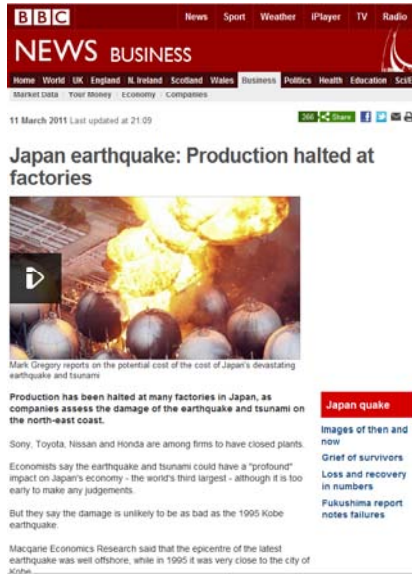 BBC News Sport Weather iPlayer TV Radio
NEWS BUSINESS
Home World UK England N. Ireland Scotland Wales Business Politics Health Education
Market Data Your Money Economy Companies
11 March 2011 Last updated at 21:09
266 Share
Japan earthquake: Production halted at
factories
Mark Gregory reports on the potential cost of the cost of Japan's devastating
earthquake and tsunami
Production has been halted at many factories in Japan, as
companies assess the damage of the earthquake and tsunami on
the north-east coast.
Sony, Toyota, Nissan and Honda are among firms to have closed plants.
Economists say the earthquake and tsunami could have a "profound"
impact on Japan's economy - the world's third largest - although it is too
early to make any judgements.
But they say the damage is unlikely to be as bad as the 1995 Kobe
earthquake.
Macqarie Economics Research said that the epicentre of the latest
earthquake was well offshore, while in 1995 it was very close to the city of
Kobe
Japan quake
Images of then and
now
Grief of survivors
Loss and recovery
in numbers
Fukushima report
notes failures